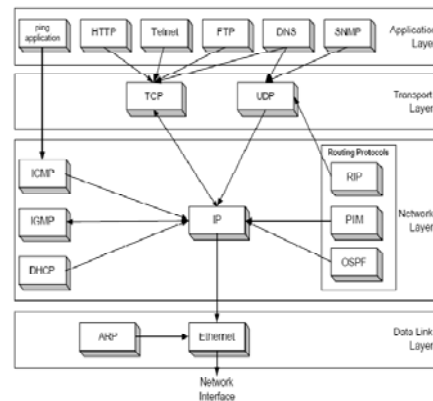 ping
application
HTTP
Telnet
FTP
DNS
SNMP
Application
Layer
TCP
UDP
Transport
Layer
Routing Protocols
ICMP
RIP
IGMP
IP
PIM
Network
Layer
DHCP
OSPF
ARP
Ethernet
Data Link
Layer
Network
Interface